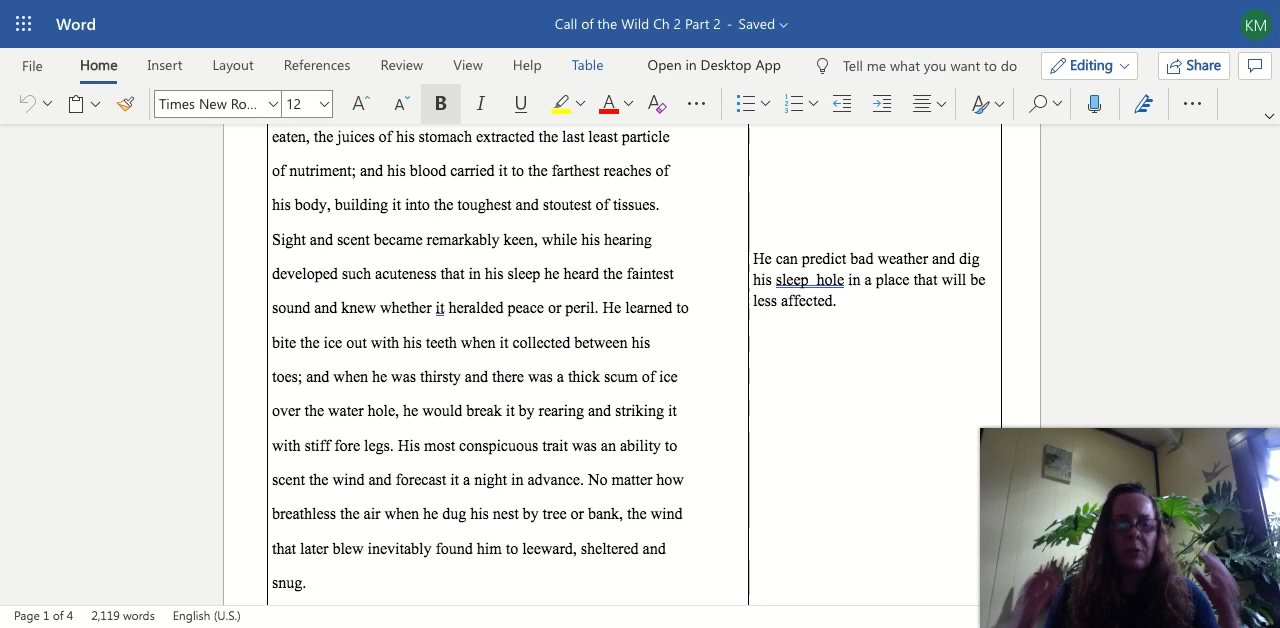 Word
Call of the Wild Ch 2 Part 2 - Saved
KM
File
Home
Insert
Layout
References
Review
View
Help
Table
Open in Desktop App
Tell me what you want to do
Editing
Share
Times New Ro...
12
A
A
B
I
U
A
A
eaten, the juices of his stomach extracted the last least particle
of nutriment; and his blood carried it to the farthest reaches of
his body, building it into the toughest and stoutest of tissues.
Sight and scent became remarkably keen, while his hearing
developed such acuteness that in his sleep he heard the faintest
sound and knew whether it heralded peace or peril. He learned to
bite the ice out with his teeth when it collected between his
toes; and when he was thirsty and there was a thick scum of ice
over the water hole, he would break it by rearing and striking it
with stiff fore legs. His most conspicuous trait was an ability to
scent the wind and forecast it a night in advance. No matter how
breathless the air when he dug his nest by tree or bank, the wind
that later blew inevitably found him to leeward, sheltered and
snug.
He can predict bad weather and dig
his sleep hole in a place that will be
less affected.
Page 1 of 4
2,119 words
English (U.S.)